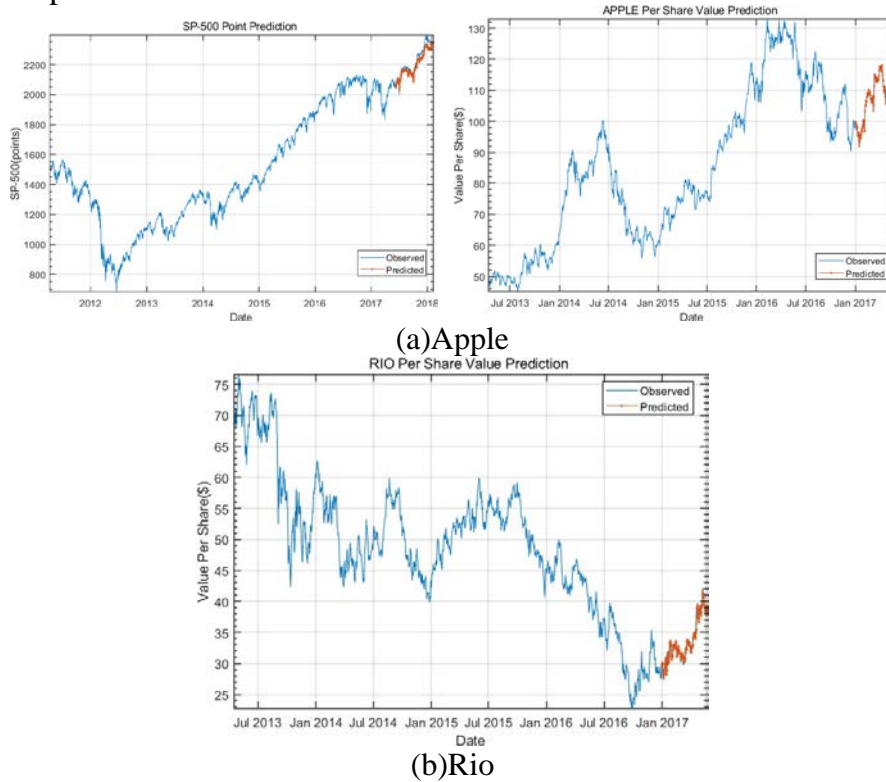 SP-500 Point Prediction
2200
2000
1800
1600
1400
1200
1000
800
SP-500(points)
Observed
Predicted
2012 2013 2014 2015 2016 2017 2018
Date
APPLE Per Share Value Prediction
130
120
110
100
90
80
70
60
50
Value Per Share($)
Observed
Predicted
Jul 2013 Jan 2014 Jul 2014 Jan 2015 Jul 2015 Jan 2016 Jul 2016 Jan 2017
Date
(a)Apple
RIO Per Share Value Prediction
75
70
65
60
55
50
45
40
35
30
25
Value Per Share($)
Observed
Predicted
Jul 2013 Jan 2014 Jul 2014 Jan 2015 Jul 2015 Jan 2016 Jul 2016 Jan 2017
Date
(b)Rio